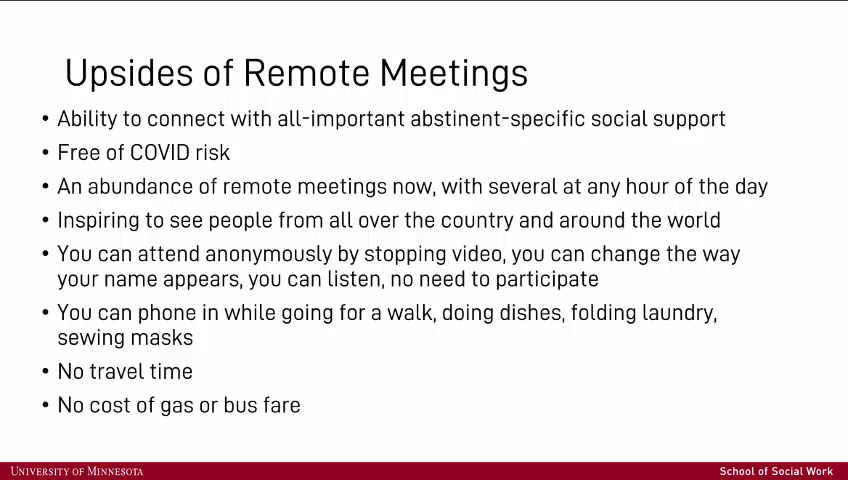 Upsides of Remote Meetings
• Ability to connect with all-important abstinent-specific social support
• Free of COVID risk
• An abundance of remote meetings now, with several at any hour of the day
• Inspiring to see people from all over the country and around the world
• You can attend anonymously by stopping video, you can change the way
your name appears, you can listen, no need to participate
• You can phone in while going for a walk, doing dishes, folding laundry,
sewing masks
• No travel time
• No cost of gas or bus fare
University of Minnesota
School of Social Work